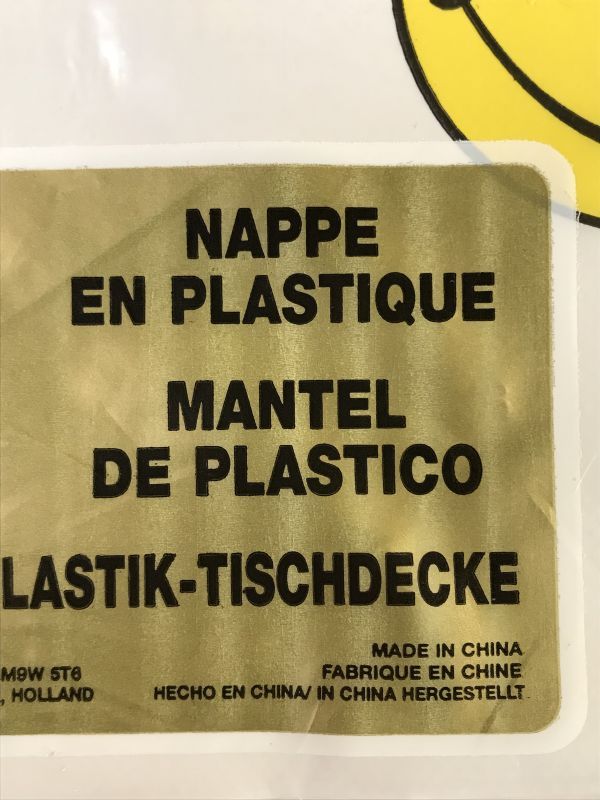 NAPPE
EN PLASTIQUE
MANTEL
DE PLASTICO
LASTIK-TISCHDECKE
MADE IN CHINA
M9W 5T6 FABRIQUE EN CHINE
, HOLLAND HECHO EN CHINA/ IN CHINA HERGESTELLT